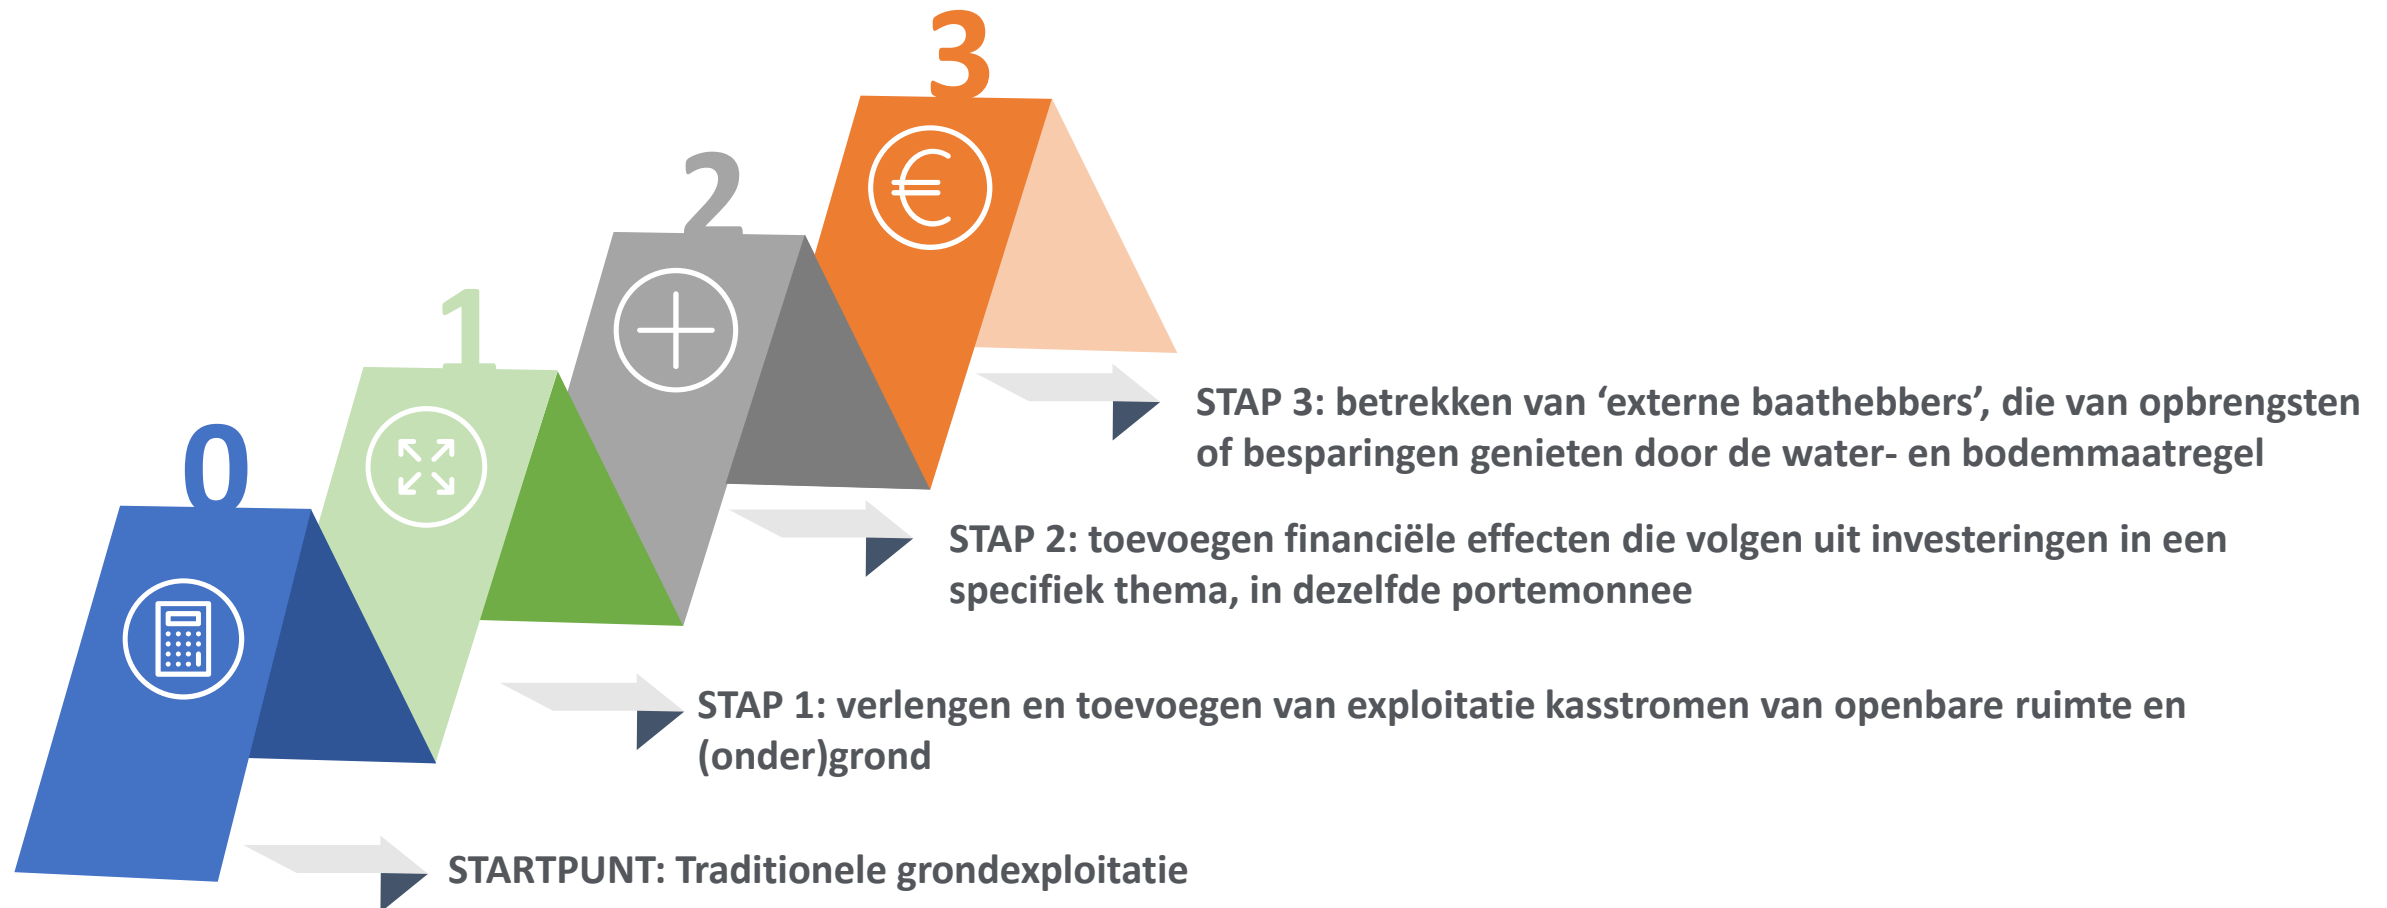 3
2
1
0
STAP 3: betrekken van ‘externe baathebbers’, die van opbrengsten
of besparingen genieten door de water- en bodemmaatregel
STAP 2: toevoegen financiële effecten die volgen uit investeringen in een
specifiek thema, in dezelfde portemonnee
STAP 1: verlengen en toevoegen van exploitatie kasstromen van openbare ruimte en
(onder)grond
STARTPUNT: Traditionele grondexploitatie